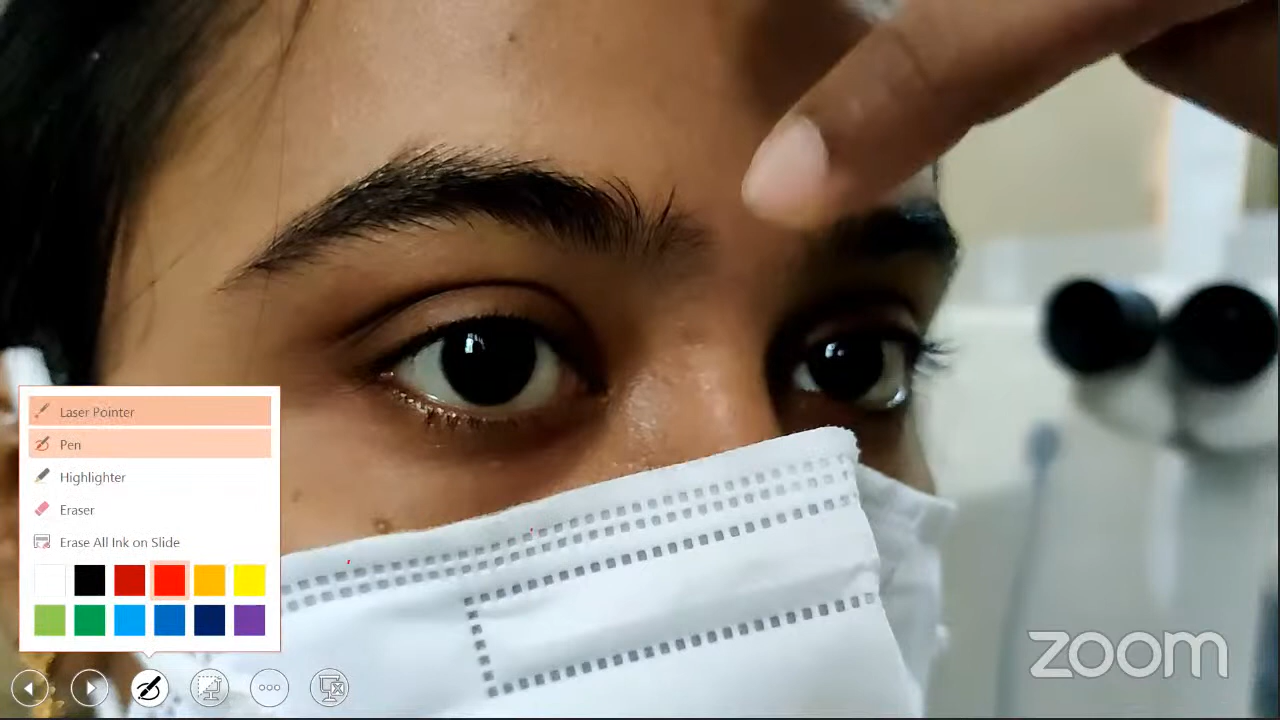 Laser Pointer
Pen
Highlighter
Eraser
Erase All Ink on Slide
zoom